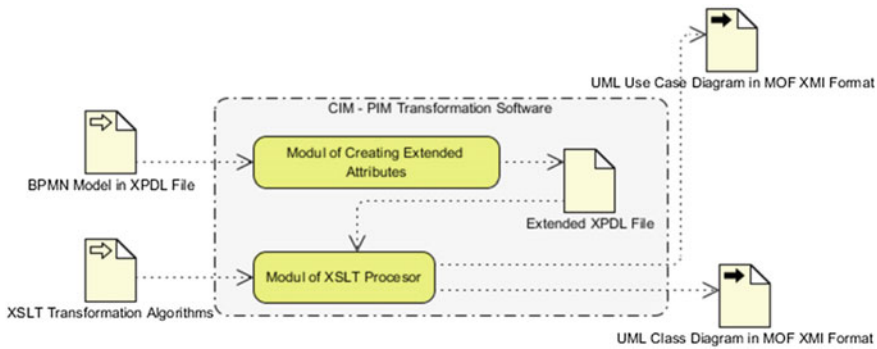 UML Use Case Diagram in MOF XMI Format
CIM - PIM Transformation Software
Modul of Creating Extended
Attributes
BPMN Model in XPDL File
Extended XPDL File
Modul of XSLT Procesor
XSLT Transformation Algorithms
UML Class Diagram in MOF XMI Format